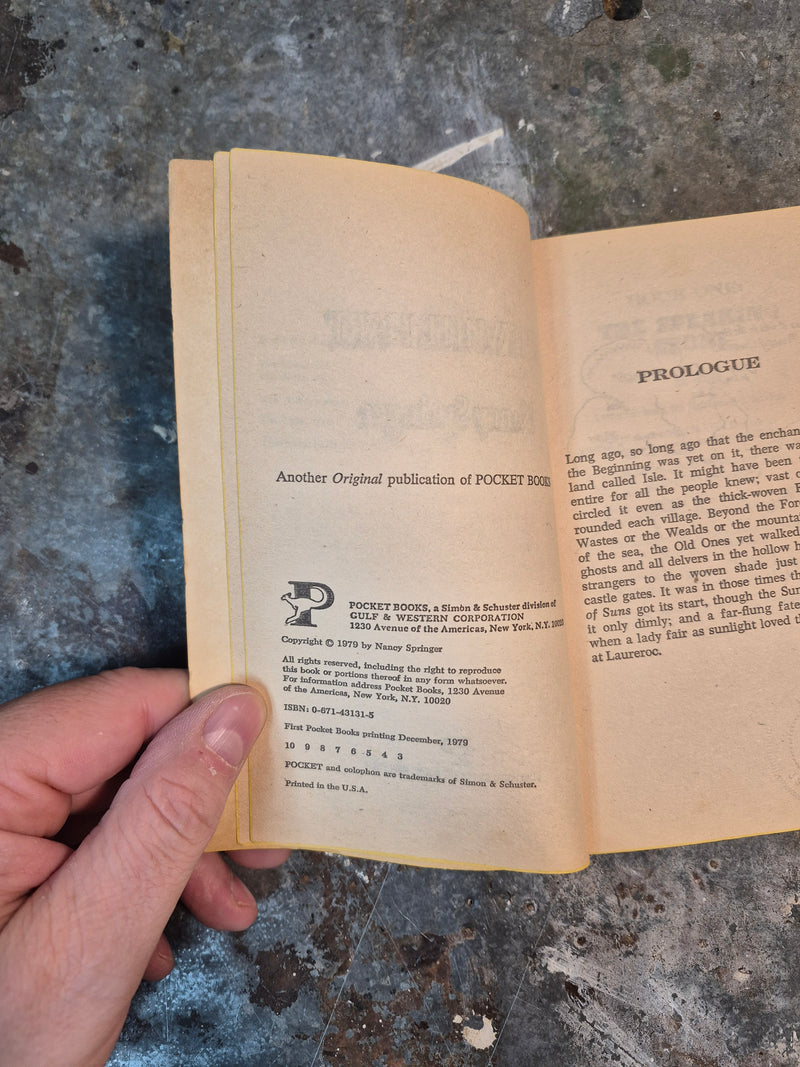 Another Original publication of POCKET BOOKS
P
POCKET BOOKS, a Simon & Schuster division of
GULF & WESTERN CORPORATION
1230 Avenue of the Americas, New York, N.Y. 10020
Copyright © 1979 by Nancy Springer
All rights reserved, including the right to reproduce
this book or portions thereof in any form whatsoever.
For information address Pocket Books, 1230 Avenue
of the Americas, New York, N.Y. 10020
ISBN: 0-671-43131-5
First Pocket Books printing December, 1979
10 9 8 7 6 5 4 3
POCKET and colophon are trademarks of Simon & Schuster.
Printed in the U.S.A.
PROLOGUE
Long ago, so long ago that the enchan
the Beginning was yet on it, there wa
land called Isle. It might have been
entire for all the people knew; vast
circled it even as the thick-woven
rounded each village. Beyond the For
Wastes or the Wealds or the mounta
of the sea, the Old Ones yet walked
ghosts and all delvers in the hollow h
strangers to the woven shade just
castle gates. It was in those times th
of Suns got its start, though the Sun
it only dimly; and a far-flung fate
when a lady fair as sunlight loved t
at Laureroc.